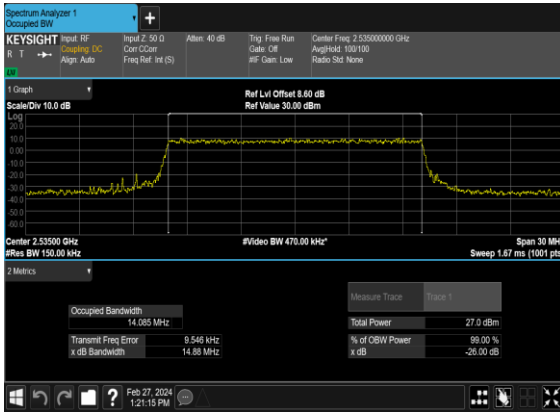 Spectrum Analyzer 1
Occupied BW
KEYSIGHT
R T
LW
Input: RF
Coupling: DC
Align: Auto
Input Z: 50 Ω
Corr CCorr
Freq Ref: Int (S)
Atten: 40 dB
Trig: Free Run
Gate: Off
#IF Gain: Low
Center Freq: 2.535000000 GHz
Avg|Hold: 100/100
Radio Std: None
1 Graph
Scale/Div 10.0 dB
Ref Lvl Offset 8.60 dB
Ref Value 30.00 dBm
Log
20.0
10.0
0.00
-10.0
-20.0
-30.0
-40.0
-50.0
-60.0
Center 2.53500 GHz
#Res BW 150.00 kHz
#Video BW 470.00 kHz*
Span 30 MH
Sweep 1.67 ms (1001 pts
2 Metrics
Measure Trace
Trace 1
Occupied Bandwidth
14.085 MHz
Total Power
27.0 dBm
Transmit Freq Error
9.546 kHz
% of OBW Power
99.00 %
x dB Bandwidth
14.88 MHz
x dB
-26.00 dB
?
Feb 27, 2024
1:21:15 PM